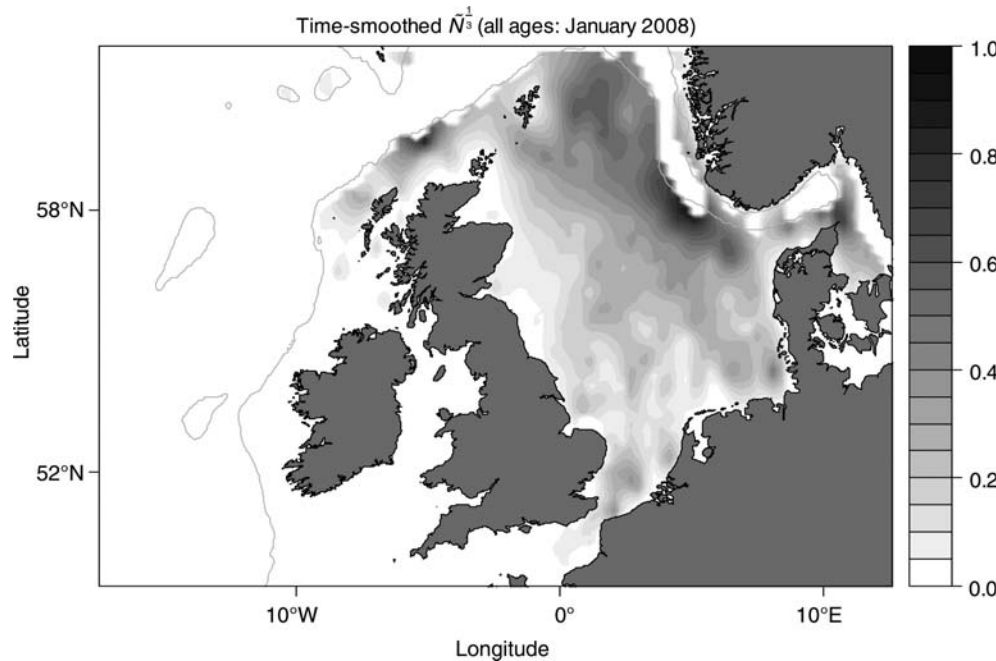 Time-smoothed Ñ^{1/3} (all ages: January 2008)
1.0
0.8
0.6
0.4
0.2
0.0
58°N
52°N
Latitude
10°W
0°
10°E
Longitude